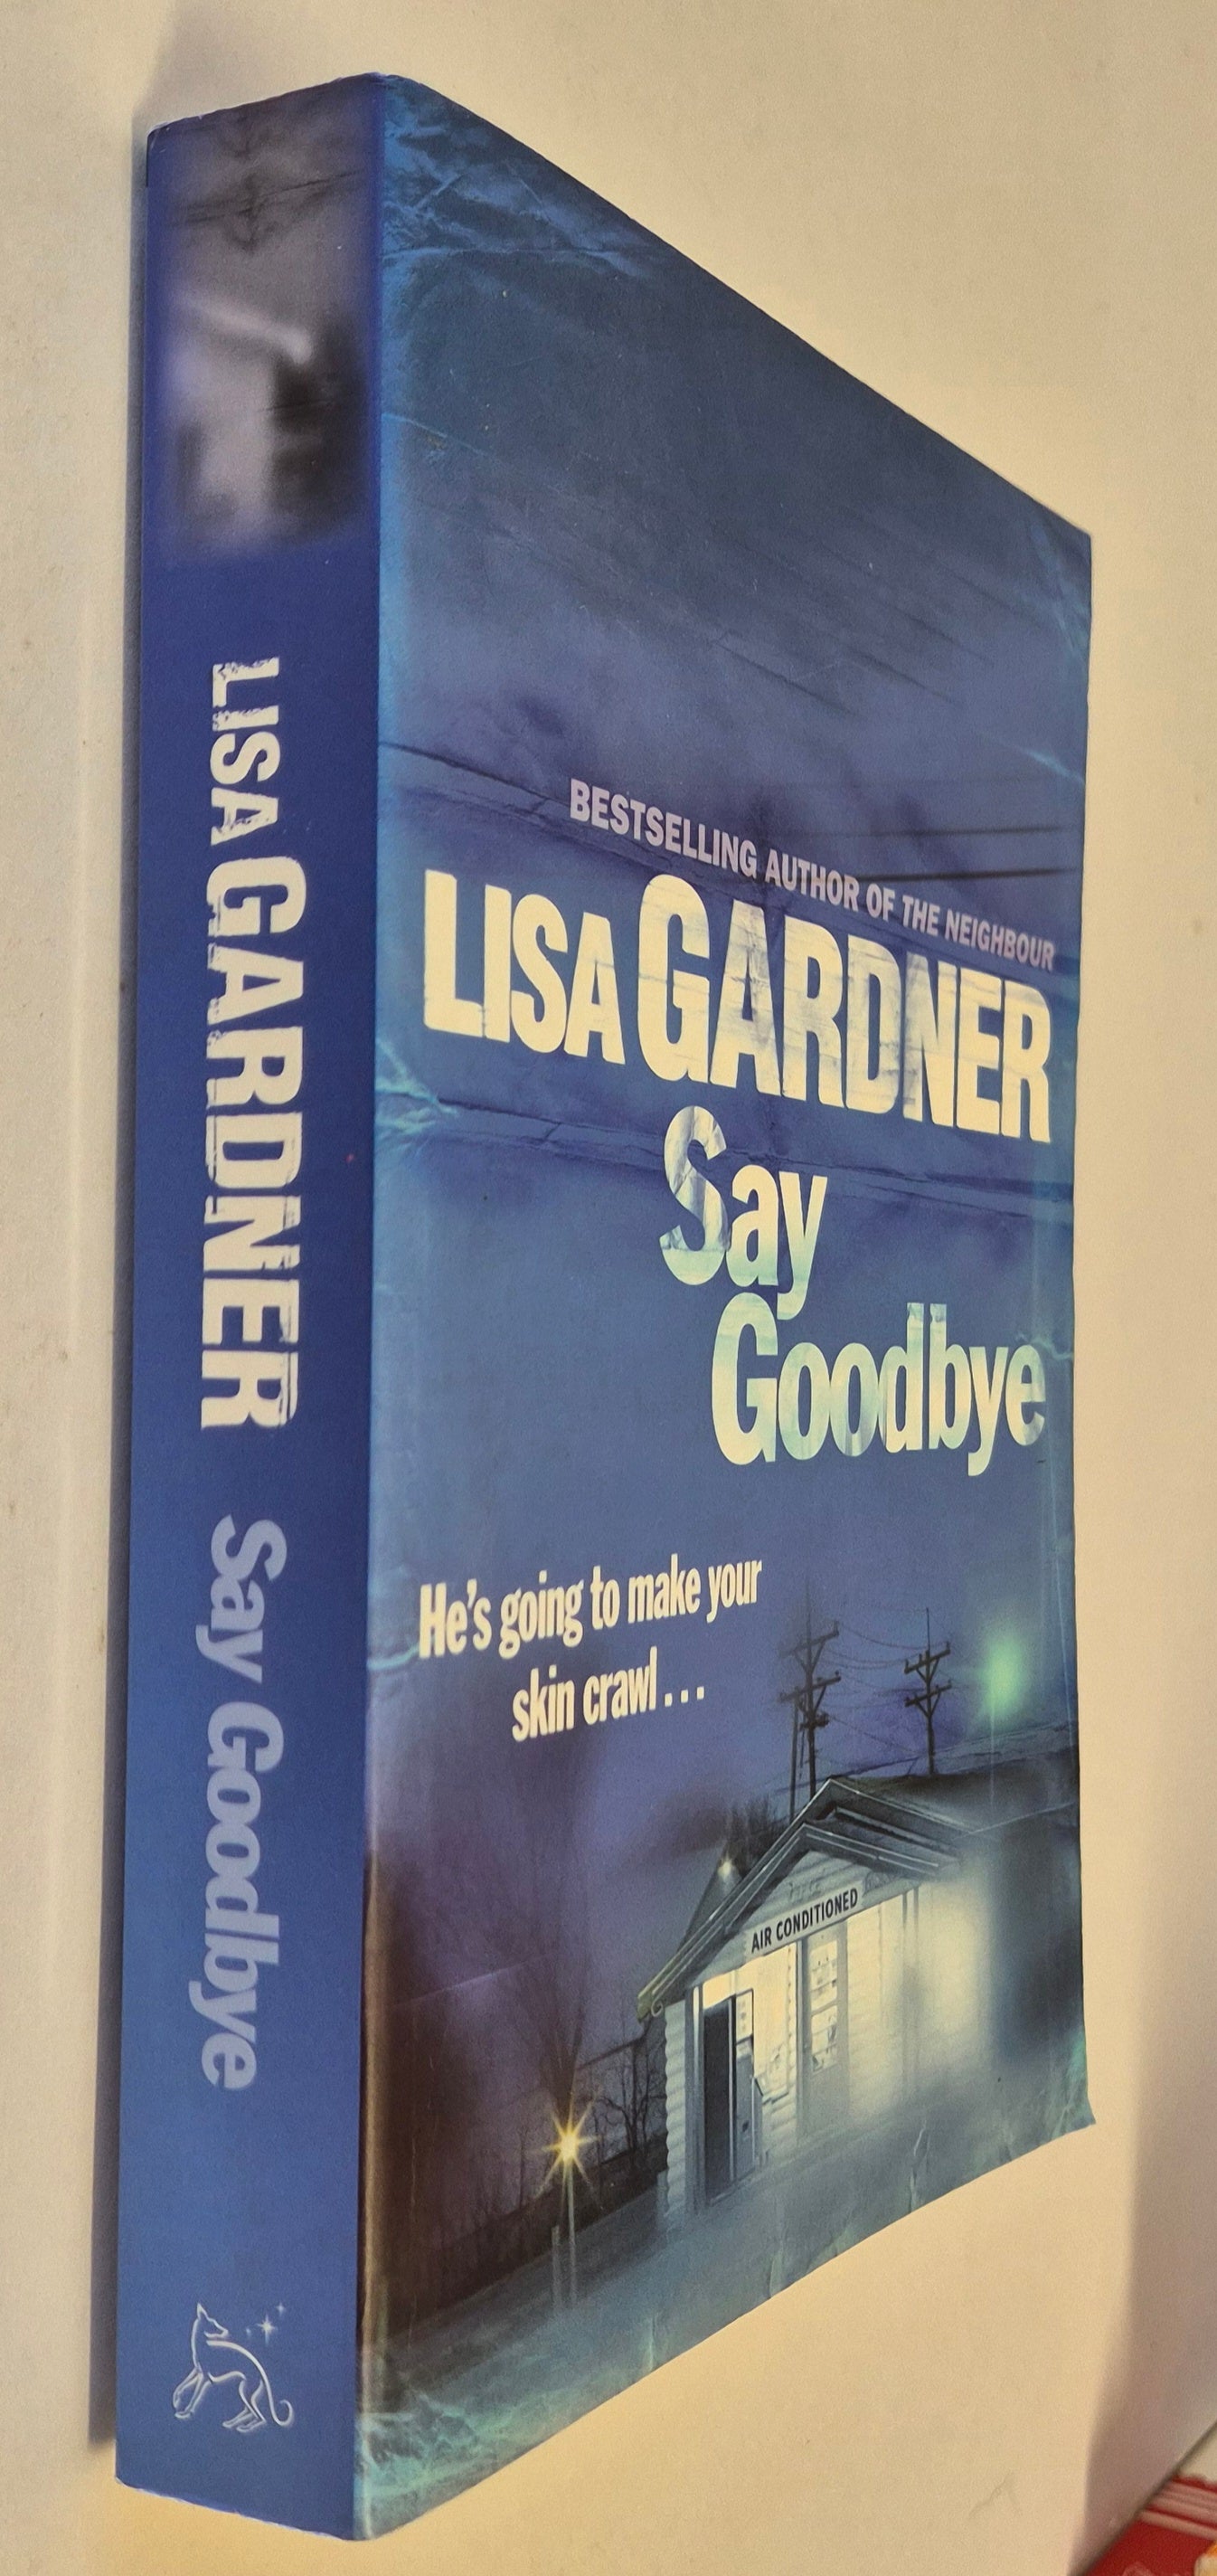 LISA GARDNER Say Goodbye
BESTSELLING AUTHOR OF THE NEIGHBOUR
LISA GARDNER
Say
Goodbye
He's going to make your
skin crawl...
AIR CONDITIONED